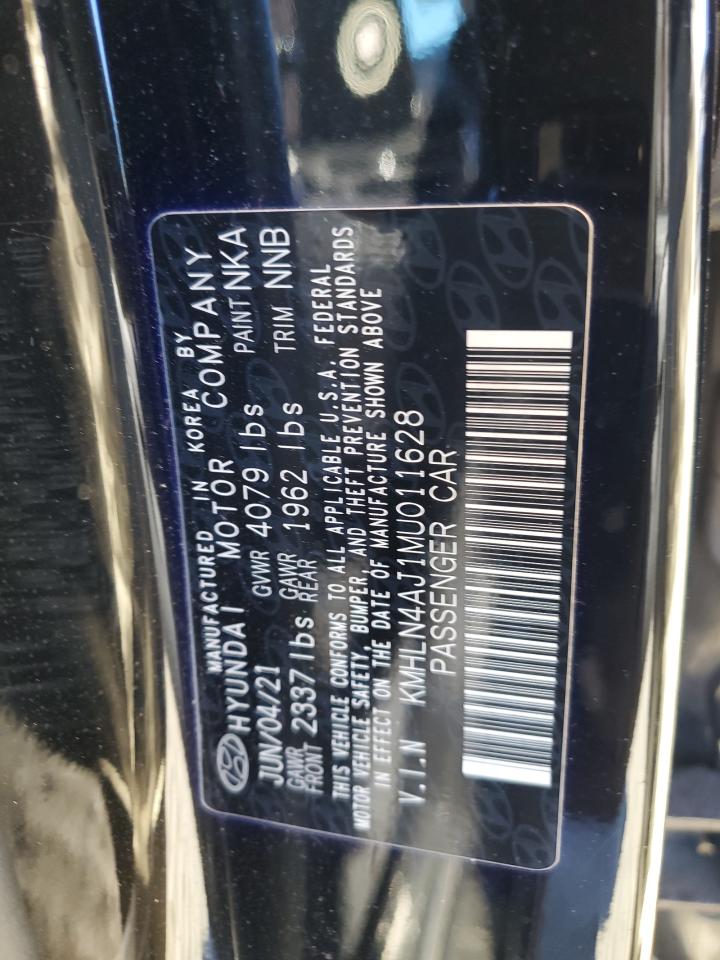 MANUFACTURED IN KOREA BY
HYUNDAI MOTOR COMPANY
JUN/04/21 GVWR 4079 lbs PAINT NKA
GAWR FRONT 2337 lbs GAWR REAR 1962 lbs TRIM NNB
THIS VEHICLE CONFORMS TO ALL APPLICABLE U.S.A. FEDERAL
MOTOR VEHICLE SAFETY, BUMPER, AND THEFT PREVENTION STANDARDS
IN EFFECT ON THE DATE OF MANUFACTURE SHOWN ABOVE
V.I.N KMHLN4AJ1MU011628
PASSENGER CAR